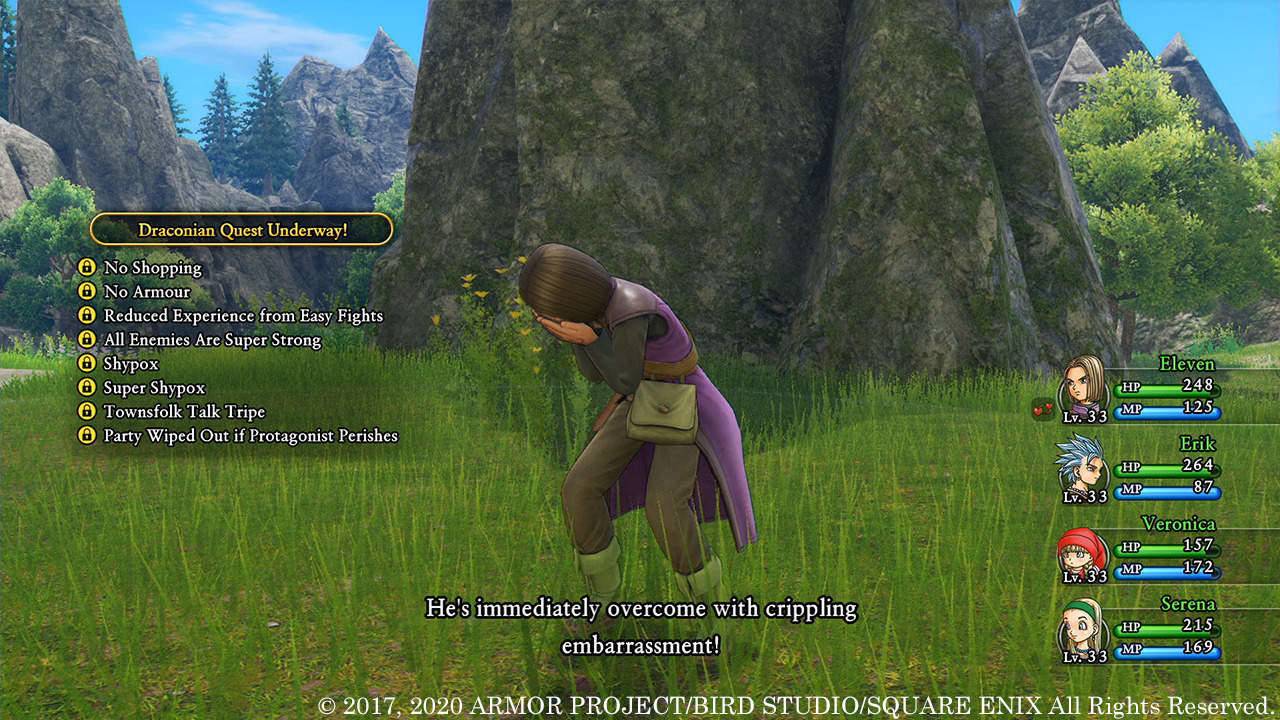 Draconian Quest Underway!
No Shopping
No Armour
Reduced Experience from Easy Fights
All Enemies Are Super Strong
Shypox
Super Shypox
Townsfolk Talk Tripe
Party Wiped Out if Protagonist Perishes
Eleven
HP 248
MP 125
Lv. 33
Erik
HP 264
MP 87
Lv. 33
Veronica
HP 157
MP 172
Lv. 33
Serena
HP 215
MP 169
Lv. 33
He's immediately overcome with crippling
embarrassment!
© 2017, 2020 ARMOR PROJECT/BIRD STUDIO/SQUARE ENIX All Rights Reserved.